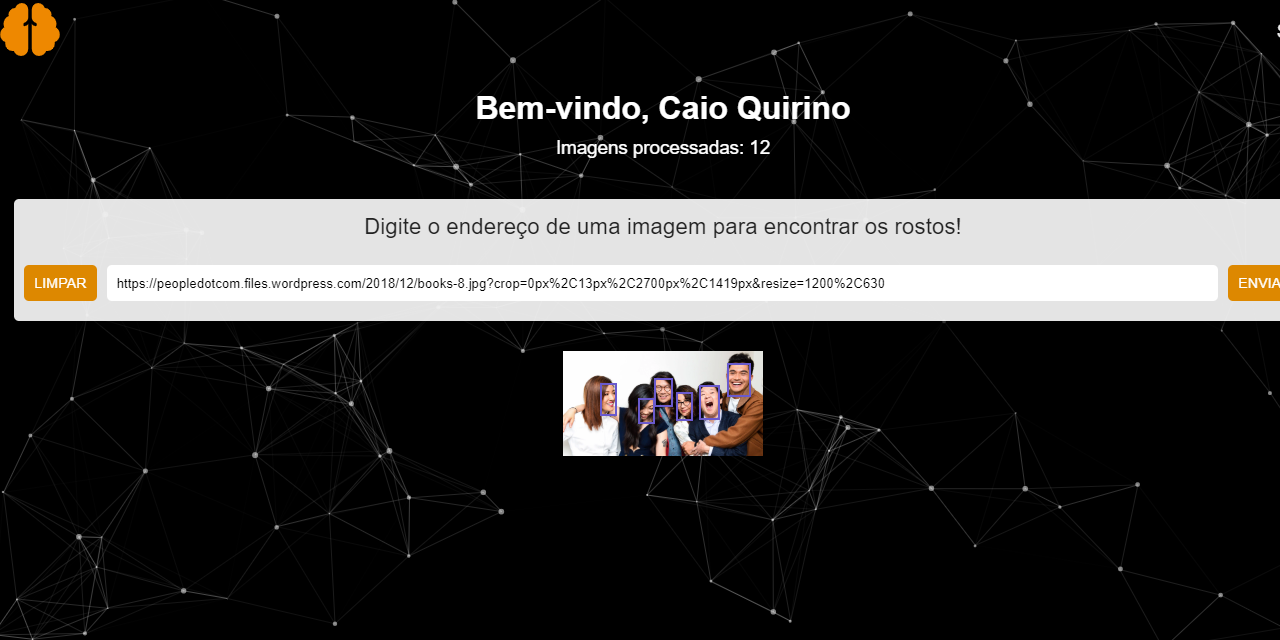 Bem-vindo, Caio Quirino
Imagens processadas: 12
Digite o endereço de uma imagem para encontrar os rostos!
LIMPAR
https://peopledotcom.files.wordpress.com/2018/12/books-8.jpg?crop=0px%2C13px%2C2700px%2C1419px&resize=1200%2C630
ENVIA